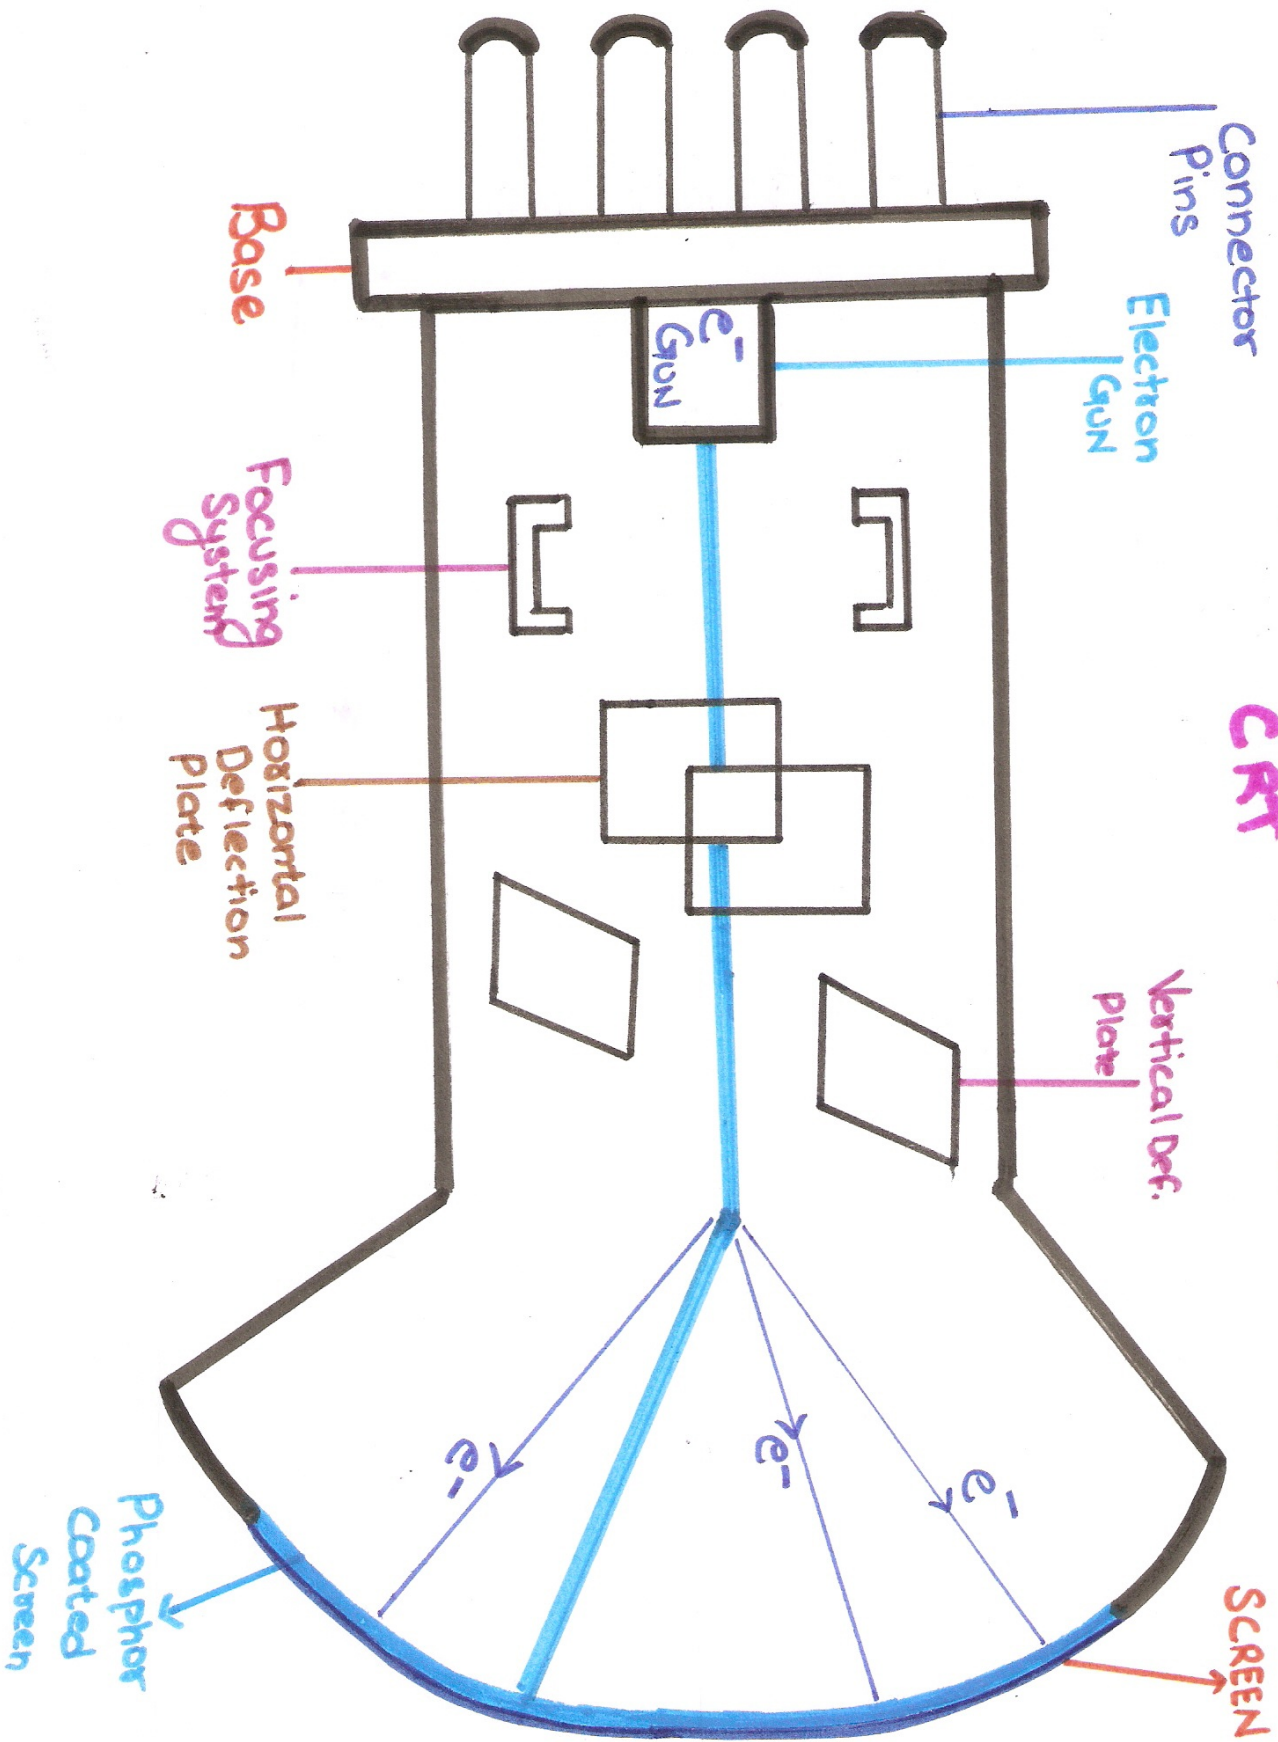 CRT
Connector
Pins
Electron
GUN
Vertical Def.
Plate
SCREEN
e-
GUN
e-
e-
e-
Base
Focusing
System
Horizontal
Deflection
Plate
Phosphor
Coated
Screen